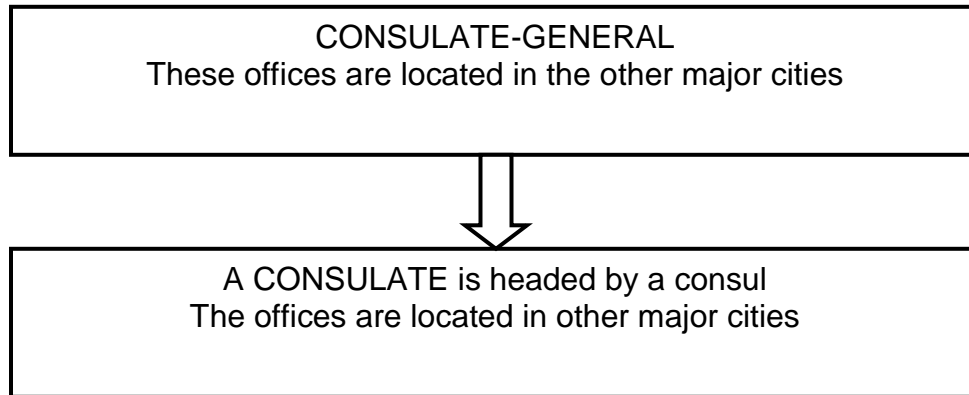 CONSULATE-GENERAL
These offices are located in the other major cities
A CONSULATE is headed by a consul
The offices are located in other major cities